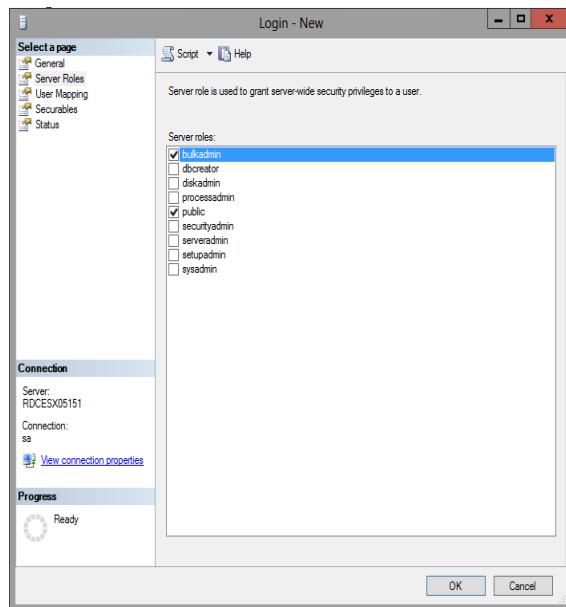 Login - New
Select a page
General
Server Roles
User Mapping
Securables
Status
Script
Help
Server role is used to grant server-wide security privileges to a user.
Server roles:
bulkadmin
dbcreator
diskadmin
processadmin
public
securityadmin
serveradmin
setupadmin
sysadmin
Connection
Server:
RDCESX05151
Connection:
sa
View connection properties
Progress
Ready
OK
Cancel